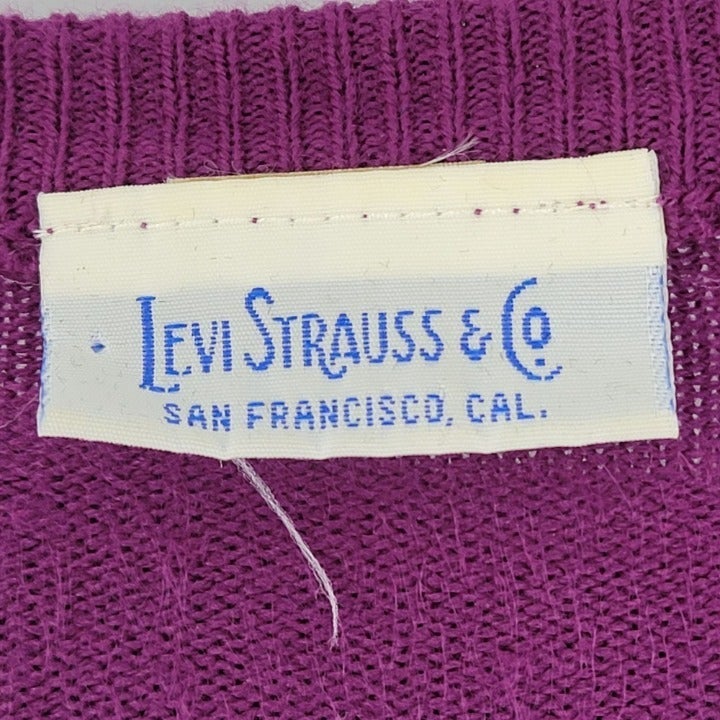 LEVI STRAUSS & Co
SAN FRANCISCO, CAL.